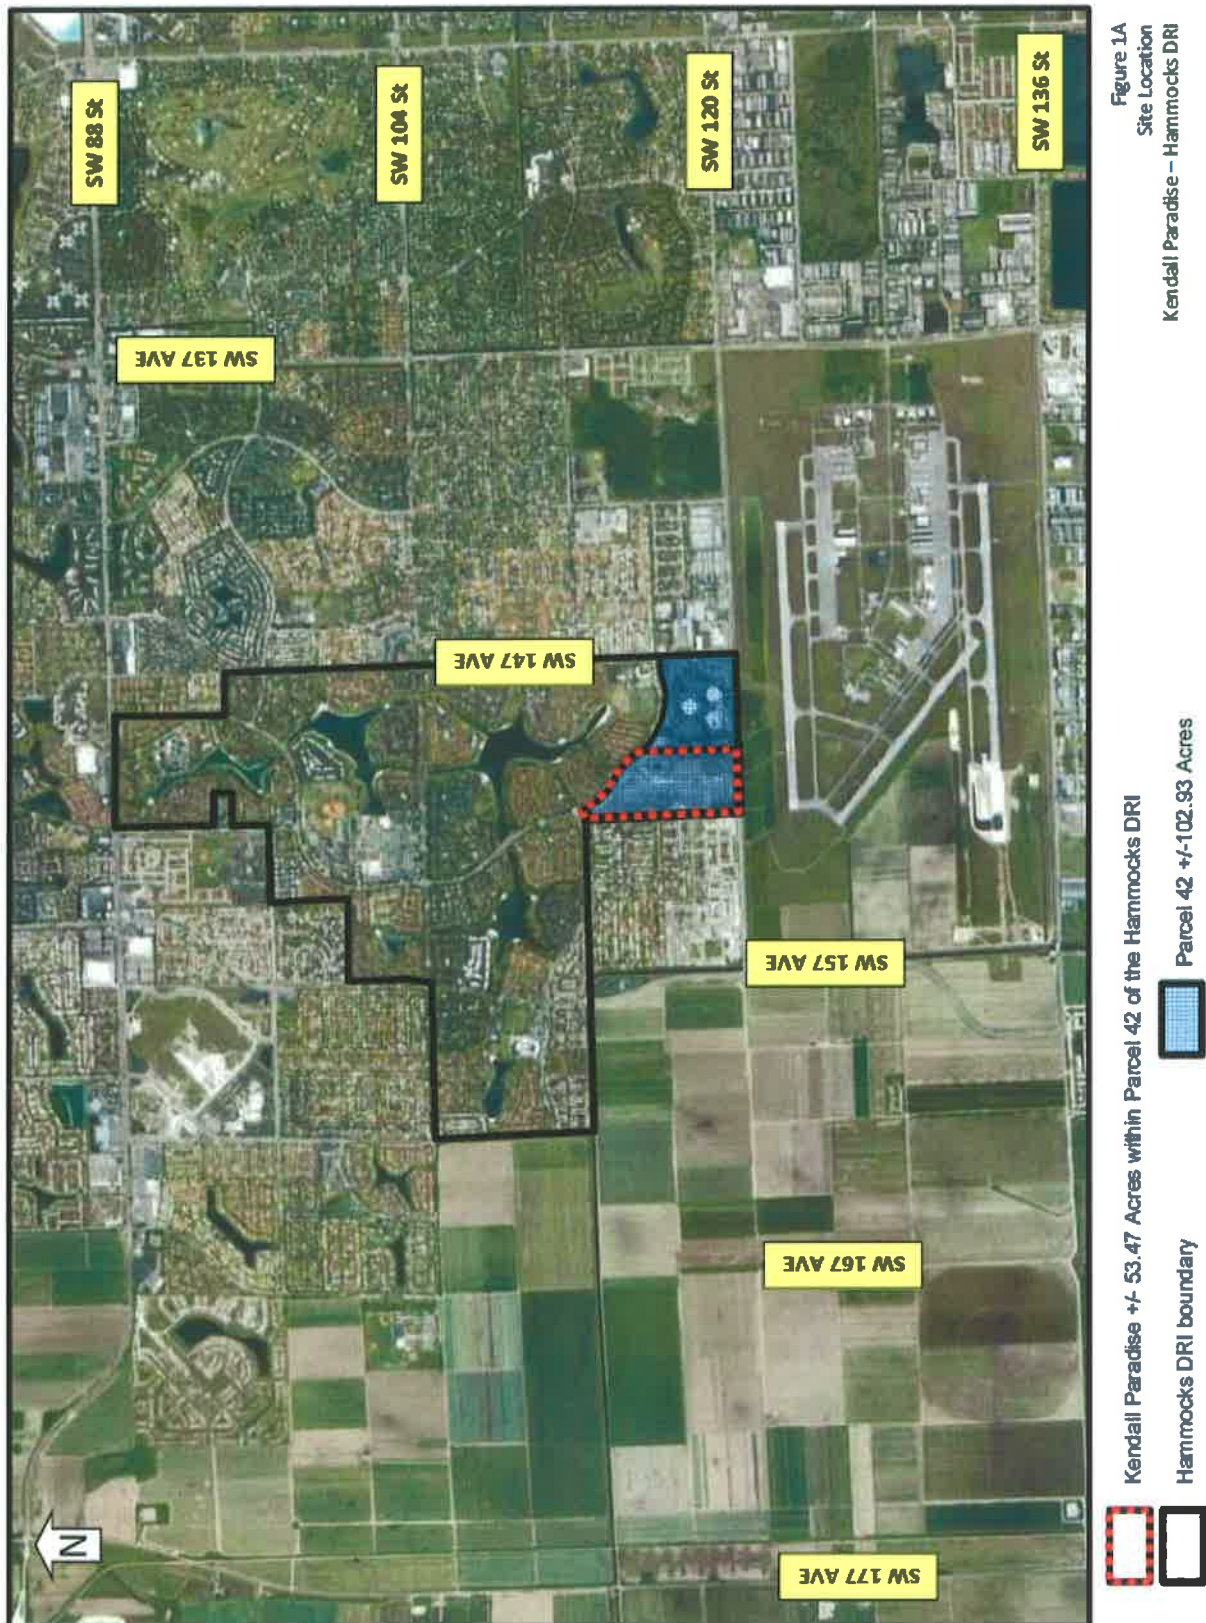 SW 88 St
SW 104 St
SW 120 St
SW 136 St
SW 137 AVE
SW 147 AVE
SW 157 AVE
SW 167 AVE
SW 177 AVE
N
Kendall Paradise +/- 53.47 Acres within Parcel 42 of the Hammocks DRI
Hammocks DRI boundary
Parcel 42 +/-102.93 Acres
Figure 1A
Site Location
Kendall Paradise – Hammocks DRI